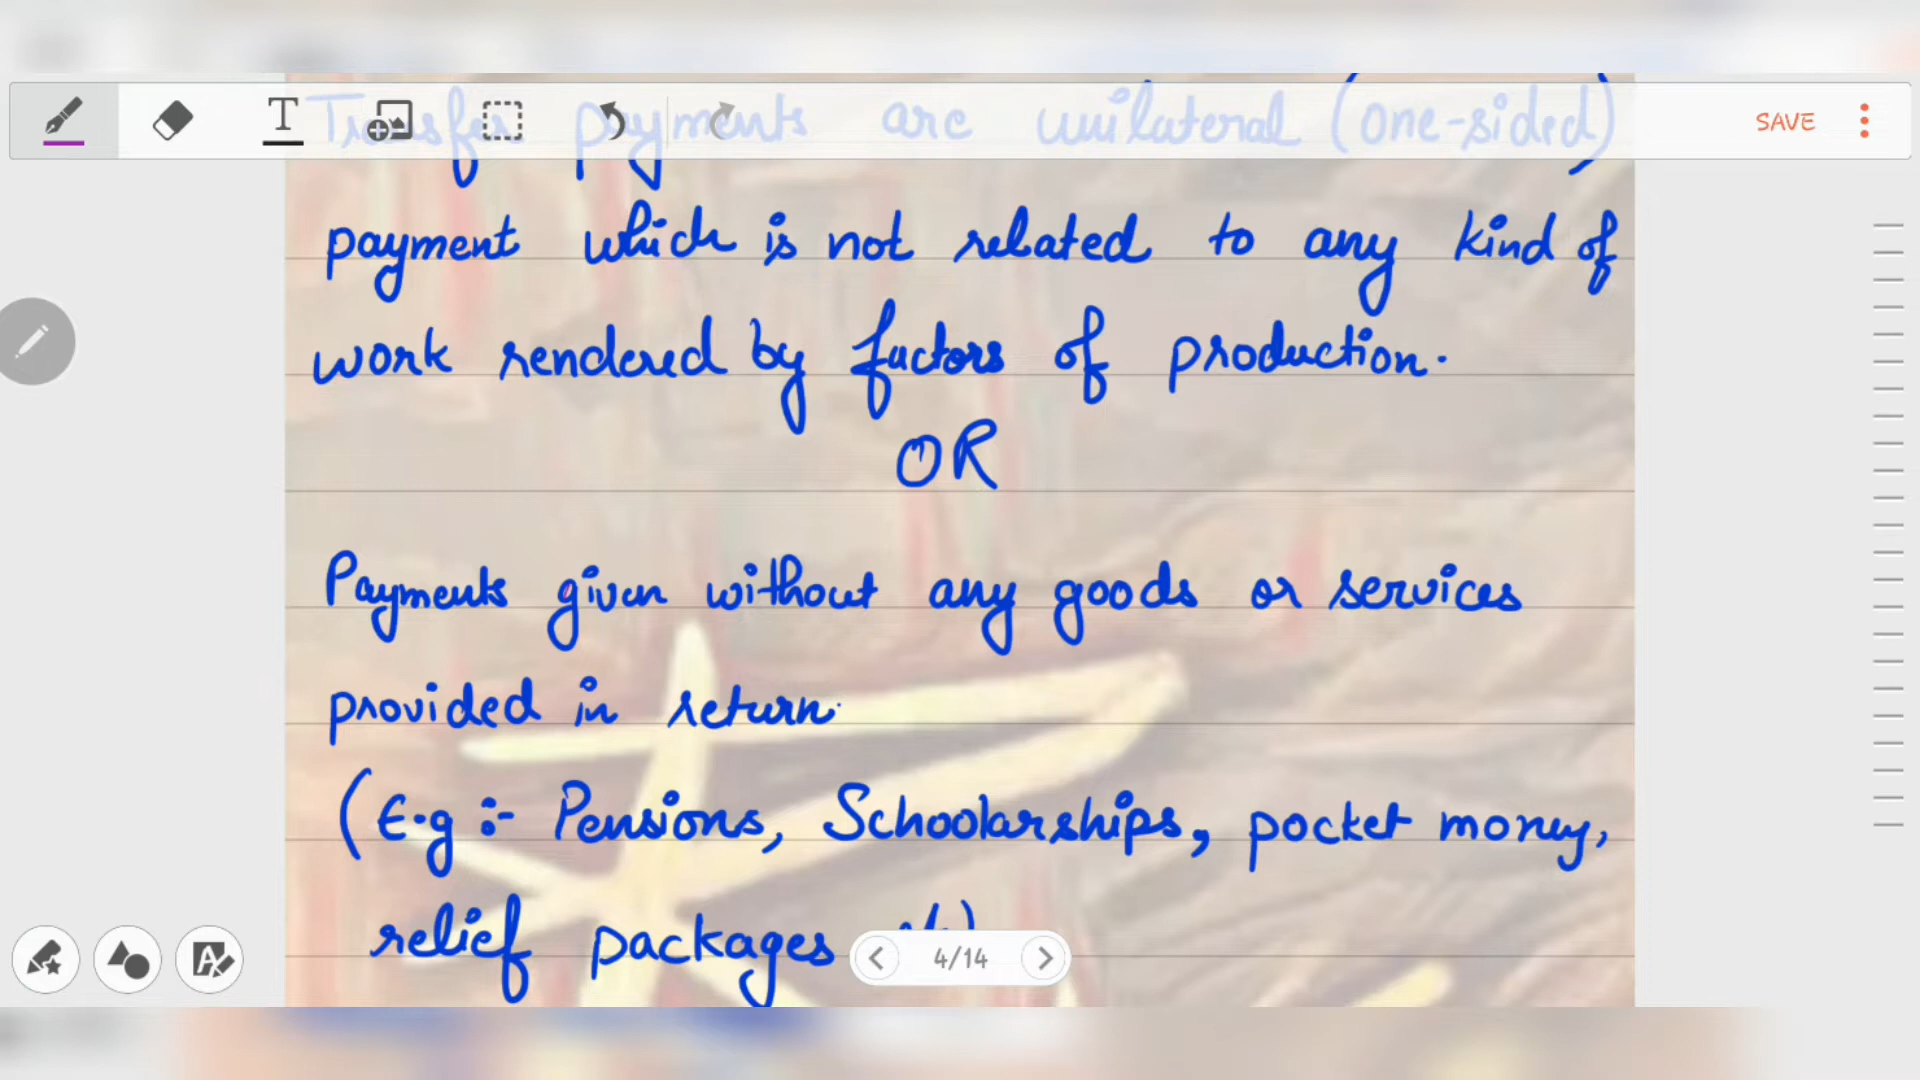 T
SAVE
Transfer payments are unilateral (one-sided)
payment which is not related to any kind of
work rendered by factors of production.
OR
Payments given without any goods or services
provided in return.
(E.g :- Pensions, Schoolarships, pocket money,
relief packages
4/14